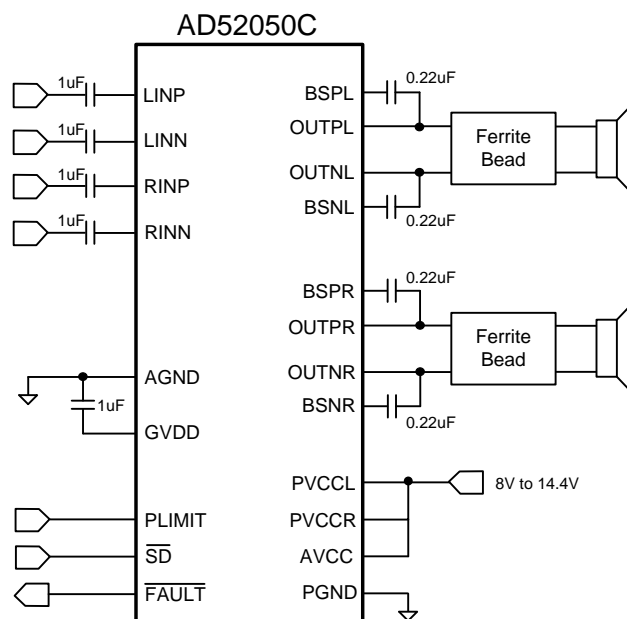 AD52050C
1uF
LINP
1uF
LINN
1uF
RINP
1uF
RINN
AGND
1uF
GVDD
PLIMIT
SD
FAULT
BSPL
0.22uF
OUTPL
Ferrite
Bead
OUTNL
BSNL
0.22uF
BSPR
0.22uF
OUTPR
Ferrite
Bead
OUTNR
BSNR
0.22uF
PVCCL
8V to 14.4V
PVCCR
AVCC
PGND